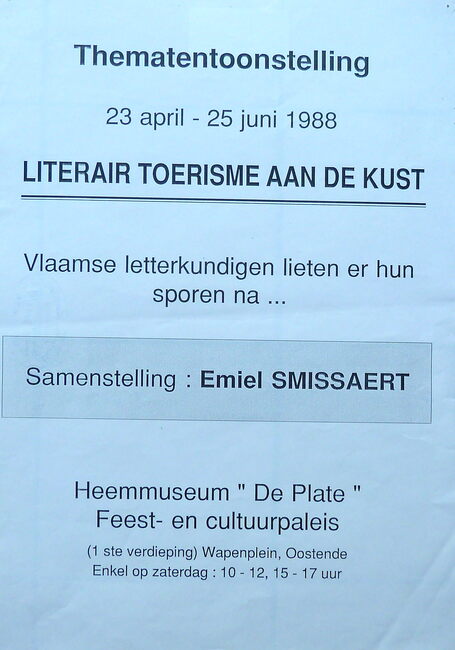 Thematentoonstelling
23 april - 25 juni 1988
LITERAIR TOERISME AAN DE KUST
Vlaamse letterkundigen lieten er hun
sporen na ...
Samenstelling : Emiel SMISSAERT
Heemmuseum " De Plate "
Feest- en cultuurpaleis
(1 ste verdieping) Wapenplein, Oostende
Enkel op zaterdag : 10 - 12, 15 - 17 uur